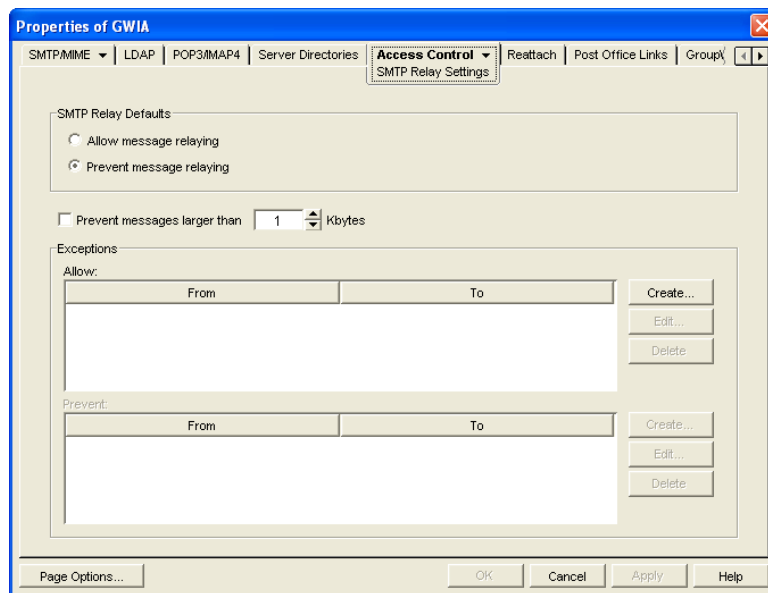 Properties of GWIA
SMTP/MIME LDAP POP3/IMAP4 Server Directories Access Control Reattach Post Office Links GroupW
SMTP Relay Settings
SMTP Relay Defaults
Allow message relaying
Prevent message relaying
Prevent messages larger than 1 Kbytes
Exceptions
Allow:
From To Create...
Edit...
Delete
Prevent:
From To Create...
Edit...
Delete
Page Options... OK Cancel Apply Help